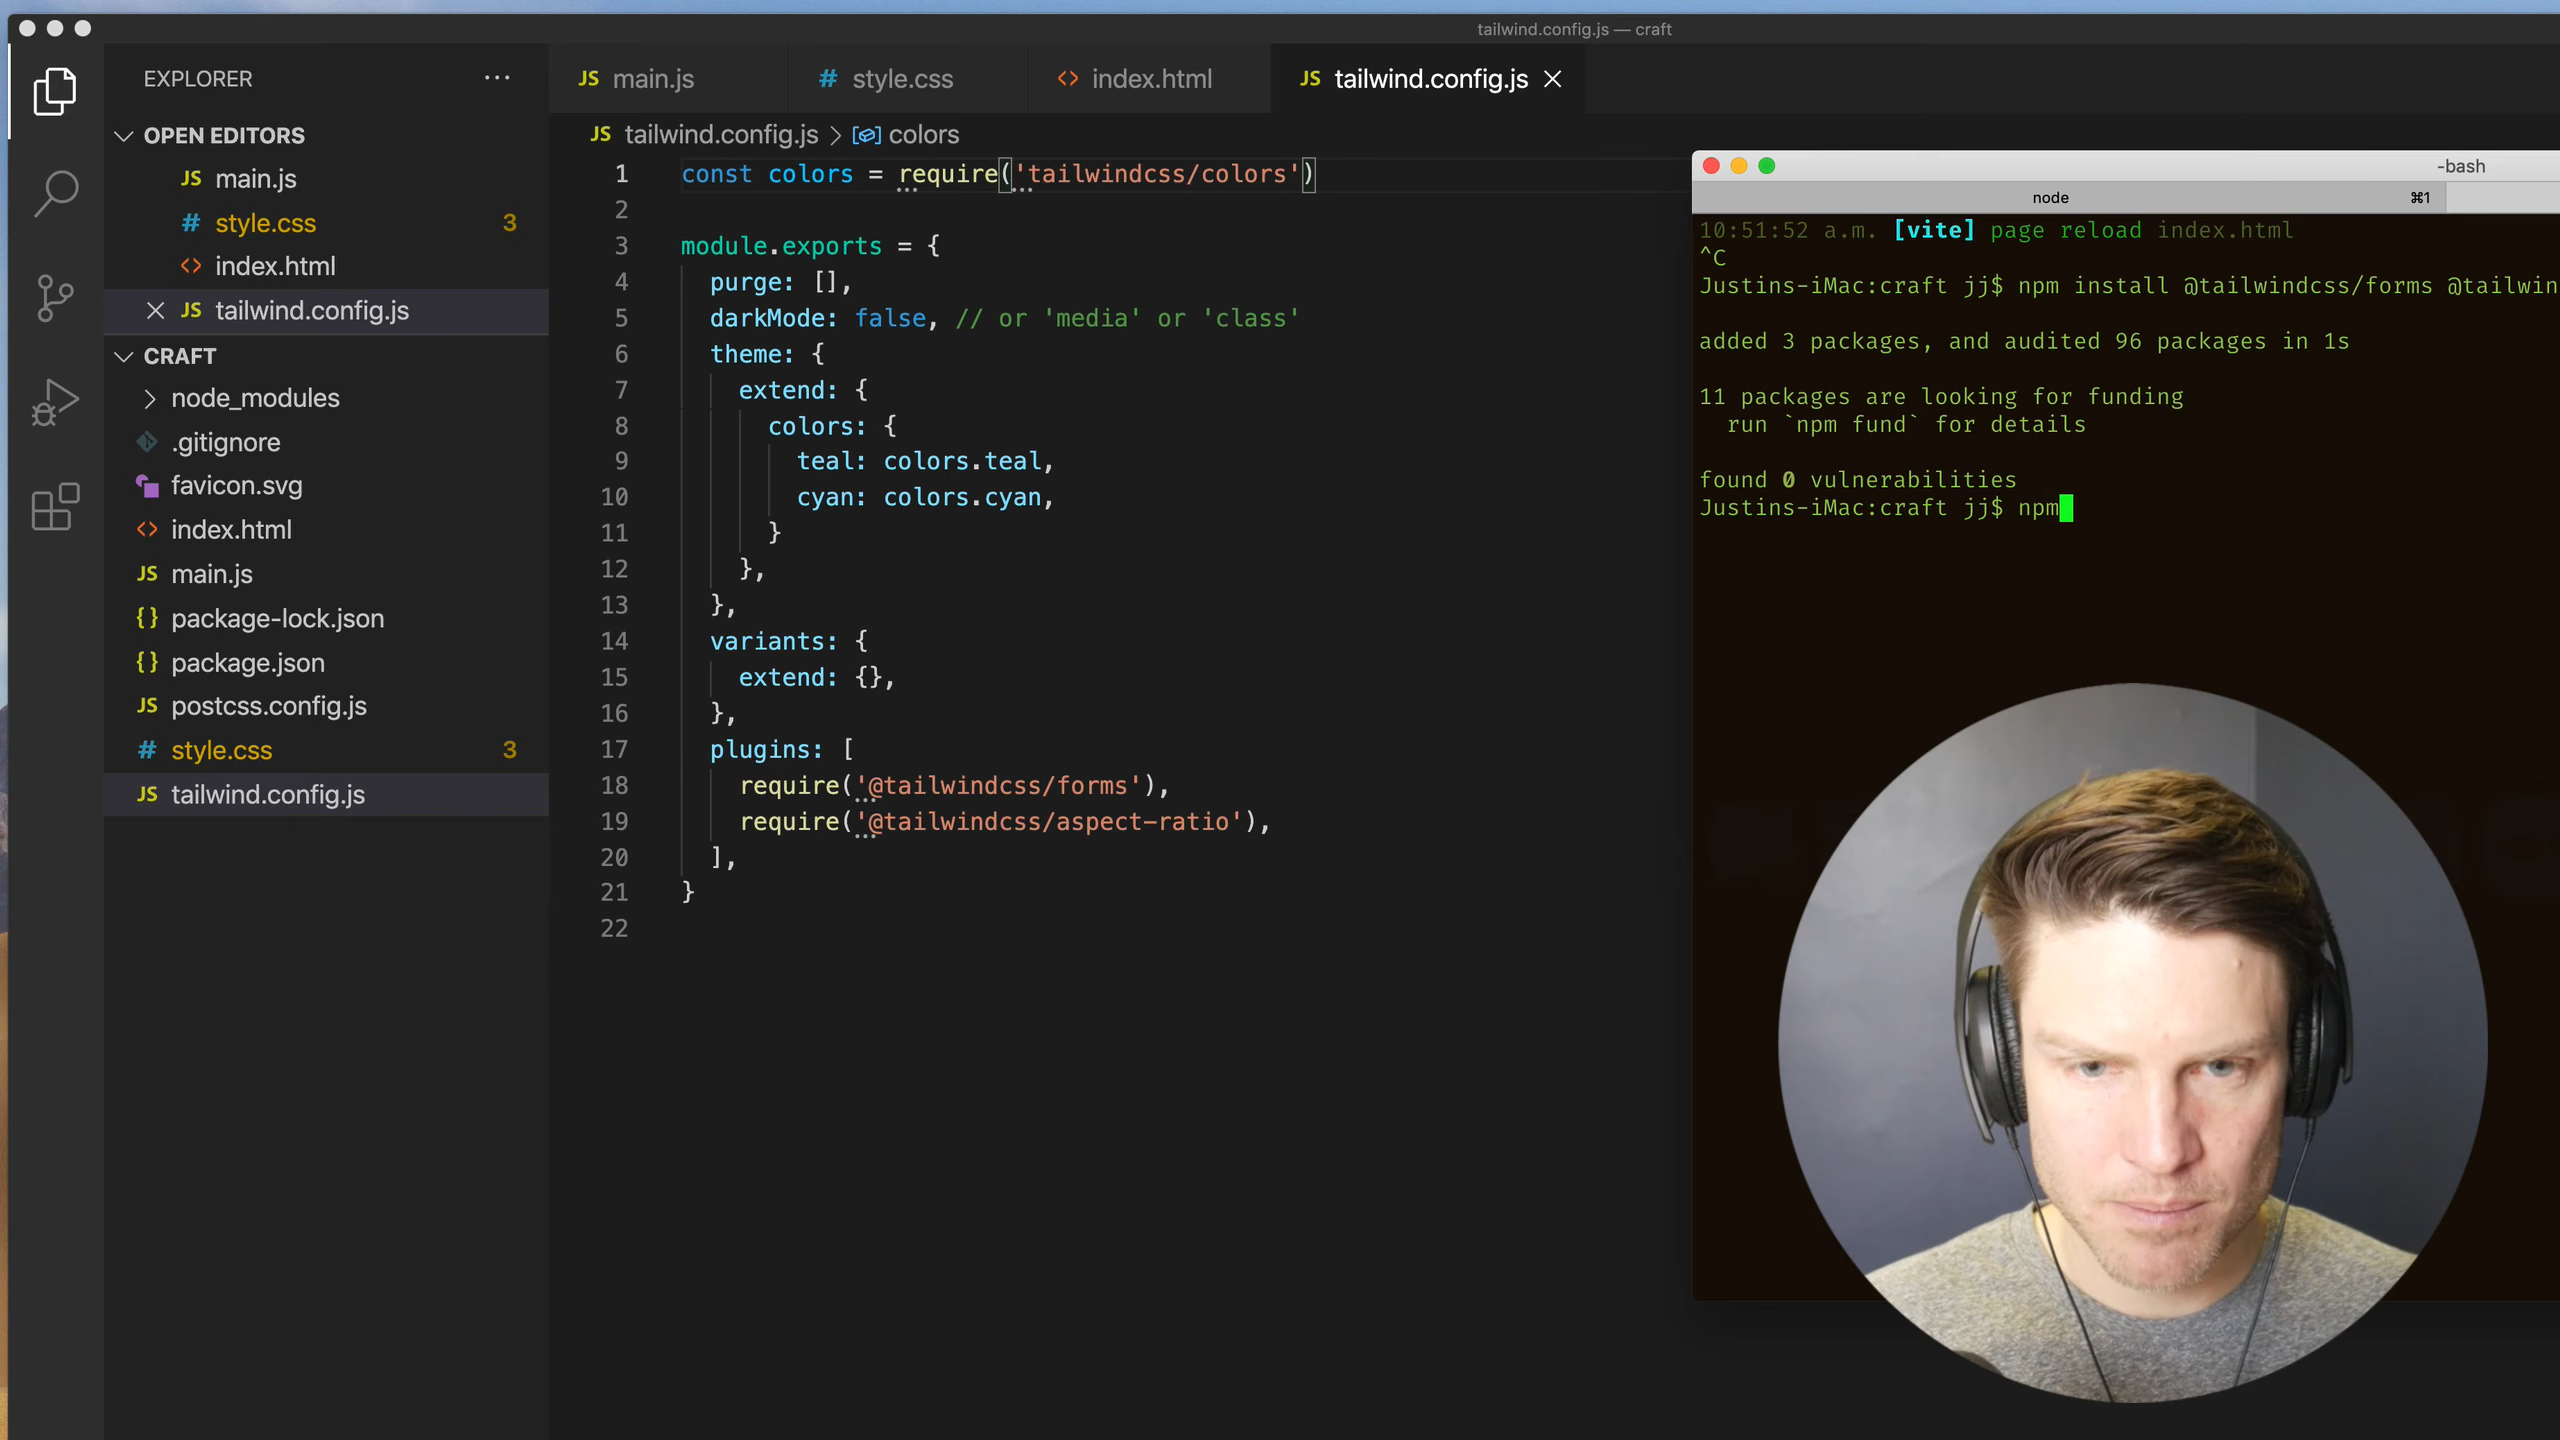 tailwind.config.js — craft
EXPLORER
OPEN EDITORS
JS main.js
# style.css 3
<> index.html
JS tailwind.config.js
CRAFT
node_modules
.gitignore
favicon.svg
<> index.html
JS main.js
{} package-lock.json
{} package.json
JS postcss.config.js
# style.css 3
JS tailwind.config.js
JS main.js
# style.css
<> index.html
JS tailwind.config.js
JS tailwind.config.js > colors
1 const colors = require('tailwindcss/colors')
2
3 module.exports = {
4 purge: [],
5 darkMode: false, // or 'media' or 'class'
6 theme: {
7 extend: {
8 colors: {
9 teal: colors.teal,
10 cyan: colors.cyan,
11 }
12 },
13 },
14 variants: {
15 extend: {},
16 },
17 plugins: [
18 require('@tailwindcss/forms'),
19 require('@tailwindcss/aspect-ratio'),
20 ],
21 }
22
-bash
node ⌘1
10:51:52 a.m. [vite] page reload index.html
^C
Justins-iMac:craft jj$ npm install @tailwindcss/forms @tailwin
added 3 packages, and audited 96 packages in 1s
11 packages are looking for funding
run `npm fund` for details
found 0 vulnerabilities
Justins-iMac:craft jj$ npm